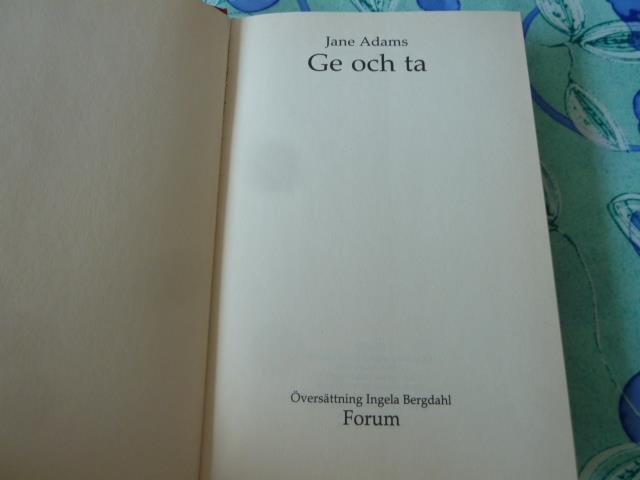 Jane Adams
Ge och ta
Översättning Ingela Bergdahl
Forum